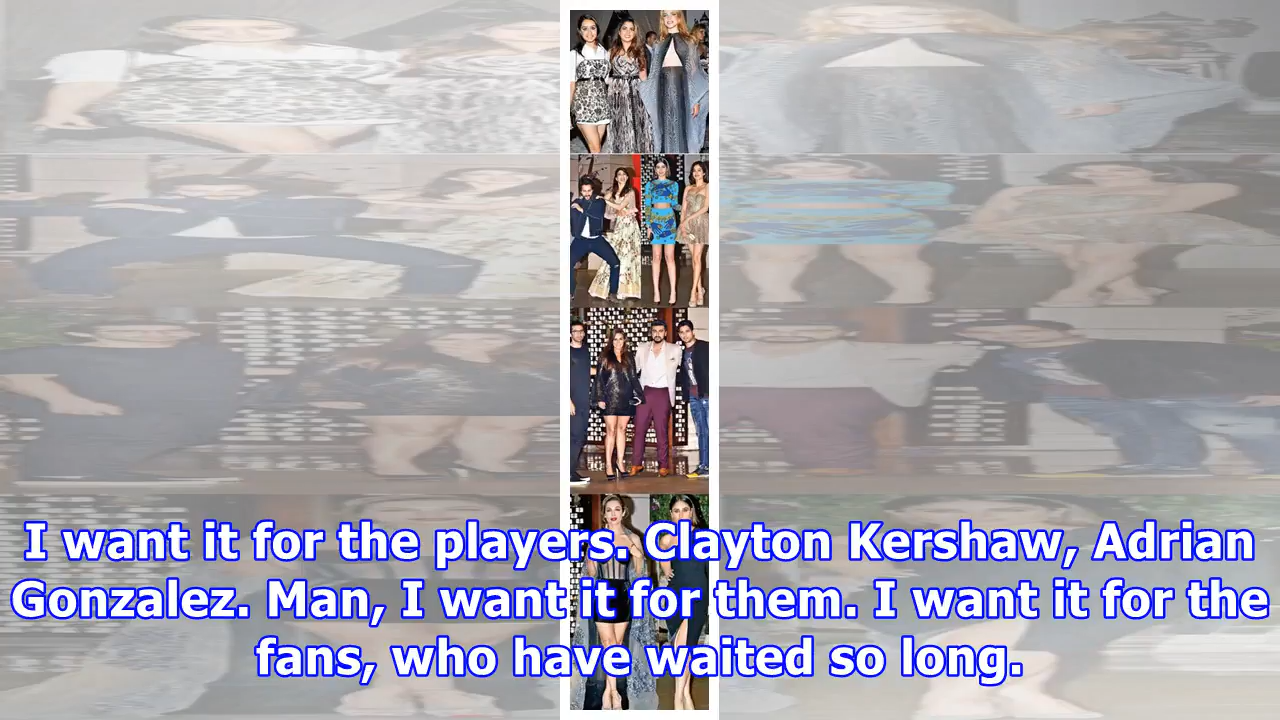 I want it for the players. Clayton Kershaw, Adrian
Gonzalez. Man, I want it for them. I want it for the
fans, who have waited so long.